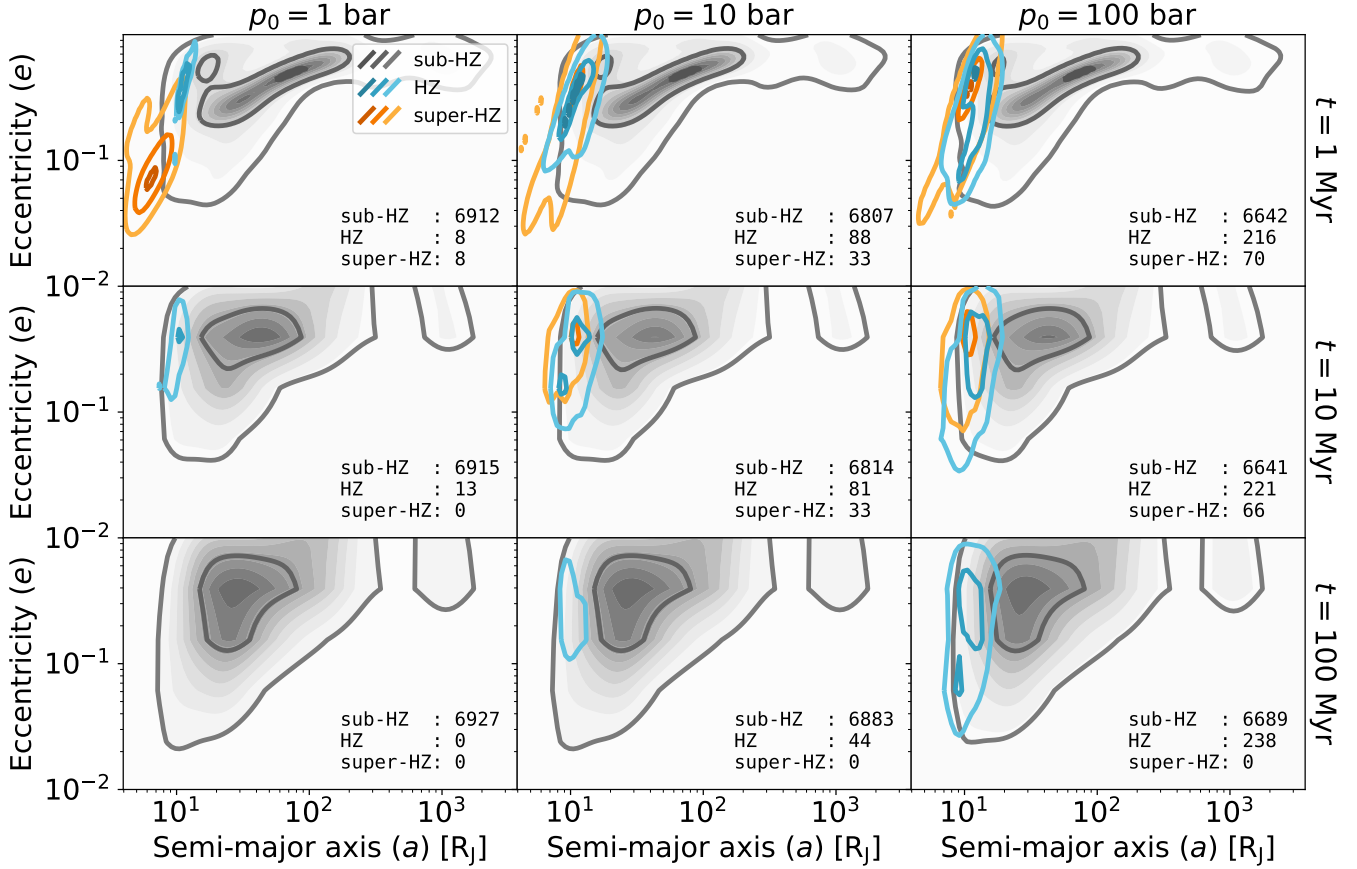 p₀ = 1 bar
p₀ = 10 bar
p₀ = 100 bar
Eccentricity (e)
10⁻¹
10⁻²
sub-HZ
HZ
super-HZ
sub-HZ : 6912
HZ : 8
super-HZ: 8
sub-HZ : 6807
HZ : 88
super-HZ: 33
sub-HZ : 6642
HZ : 216
super-HZ: 70
t = 1 Myr
Eccentricity (e)
10⁻¹
10⁻²
sub-HZ : 6915
HZ : 13
super-HZ: 0
sub-HZ : 6814
HZ : 81
super-HZ: 33
sub-HZ : 6641
HZ : 221
super-HZ: 66
t = 10 Myr
Eccentricity (e)
10⁻¹
10⁻²
sub-HZ : 6927
HZ : 0
super-HZ: 0
sub-HZ : 6883
HZ : 44
super-HZ: 0
sub-HZ : 6689
HZ : 238
super-HZ: 0
t = 100 Myr
10¹ 10² 10³
10¹ 10² 10³
10¹ 10² 10³
Semi-major axis (a) [R_J]
Semi-major axis (a) [R_J]
Semi-major axis (a) [R_J]